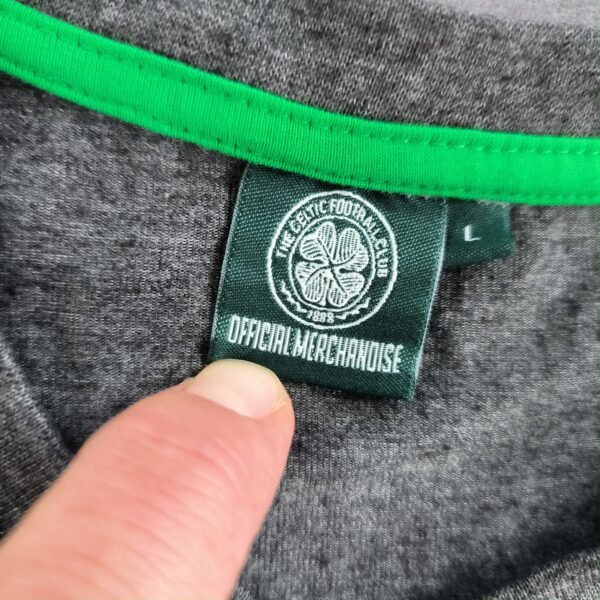 THE CELTIC FOOTBALL CLUB
1888
OFFICIAL MERCHANDISE
L